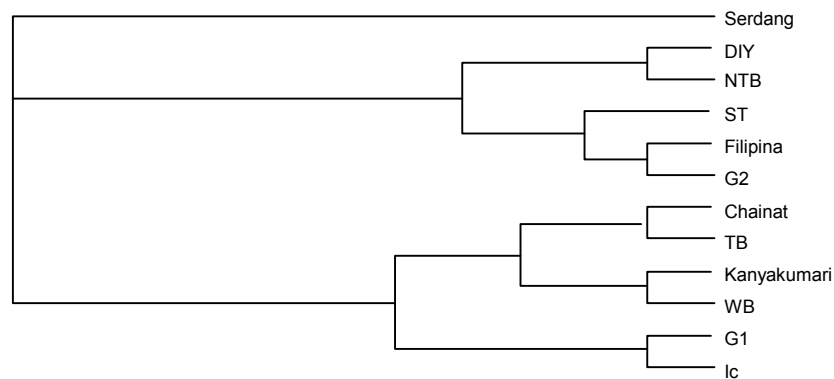 Serdang
DIY
NTB
ST
Filipina
G2
Chainat
TB
Kanyakumari
WB
G1
Ic